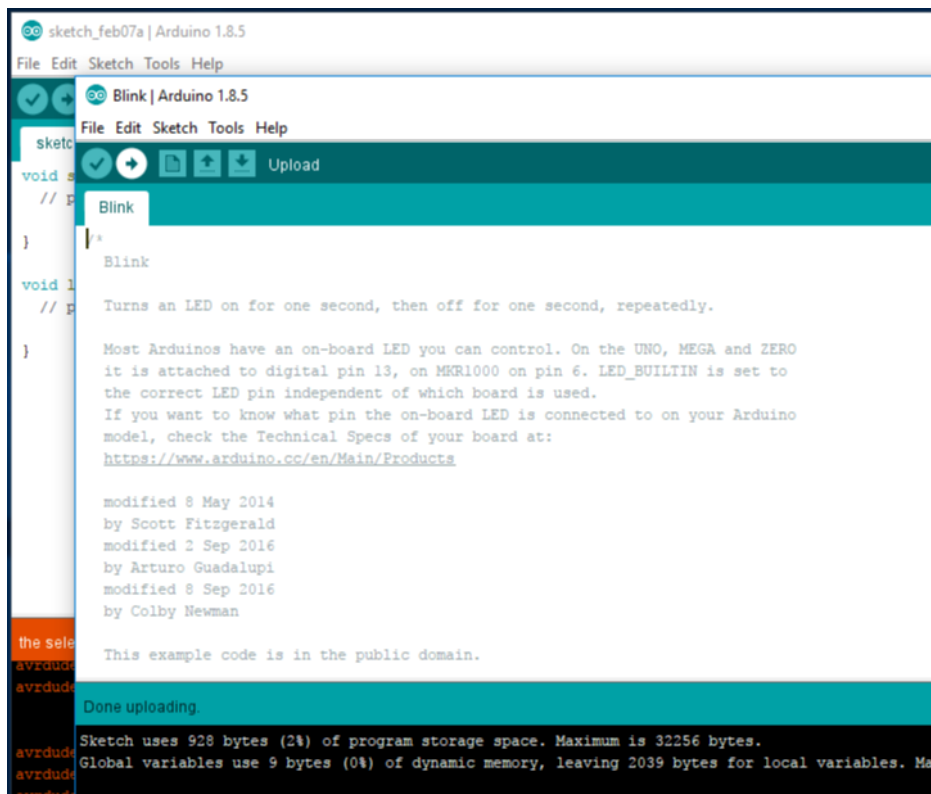 sketch_feb07a | Arduino 1.8.5
File Edit Sketch Tools Help
Blink | Arduino 1.8.5
File Edit Sketch Tools Help
Upload
sketc
Blink
void s
// p
}
void l
// p
}
/*
Blink
Turns an LED on for one second, then off for one second, repeatedly.
Most Arduinos have an on-board LED you can control. On the UNO, MEGA and ZERO
it is attached to digital pin 13, on MKR1000 on pin 6. LED_BUILTIN is set to
the correct LED pin independent of which board is used.
If you want to know what pin the on-board LED is connected to on your Arduino
model, check the Technical Specs of your board at:
https://www.arduino.cc/en/Main/Products
modified 8 May 2014
by Scott Fitzgerald
modified 2 Sep 2016
by Arturo Guadalupi
modified 8 Sep 2016
by Colby Newman
This example code is in the public domain.
the sele
avrdude
avrdude
avrdude
avrdude
Done uploading.
Sketch uses 928 bytes (2%) of program storage space. Maximum is 32256 bytes.
Global variables use 9 bytes (0%) of dynamic memory, leaving 2039 bytes for local variables. Ma